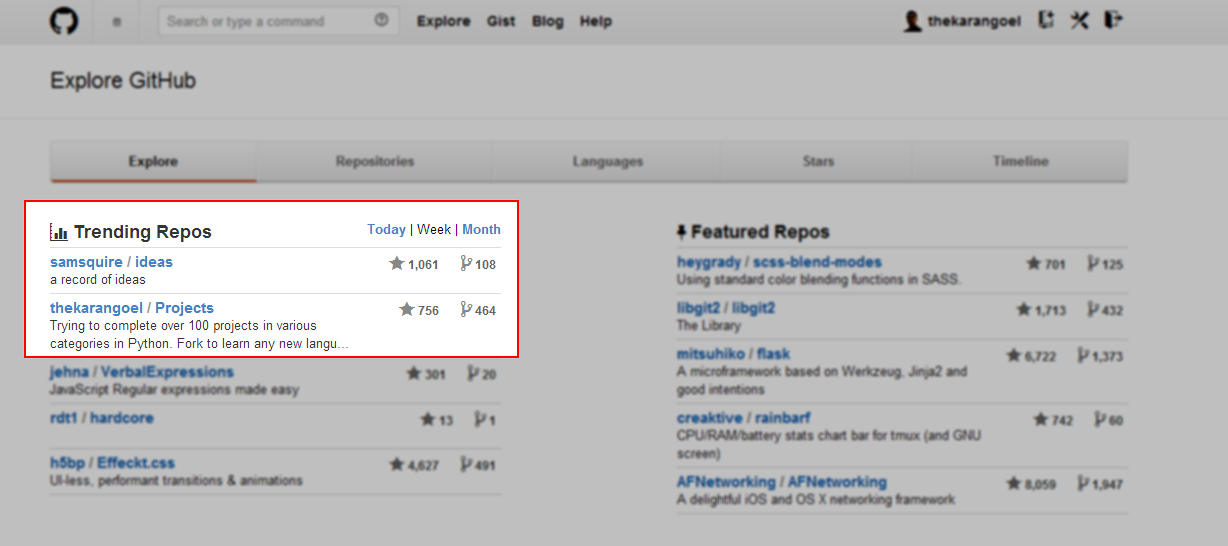 Search or type a command
Explore Gist Blog Help
thekarangoel
Explore GitHub
Explore Repositories Languages Stars Timeline
Trending Repos
Today | Week | Month
samsquire / ideas 1,061 108
a record of ideas
thekarangoel / Projects 756 464
Trying to complete over 100 projects in various
categories in Python. Fork to learn any new langu...
jehna / VerbalExpressions 301 20
JavaScript Regular expressions made easy
rdt1 / hardcore 13 1
h5bp / Effeckt.css 4,627 491
UI-less, performant transitions & animations
Featured Repos
heygrady / scss-blend-modes 701 125
Using standard color blending functions in SASS.
libgit2 / libgit2 1,713 432
The Library
mitsuhiko / flask 6,722 1,373
A microframework based on Werkzeug, Jinja2 and
good intentions
creaktive / rainbarf 742 60
CPU/RAM/battery stats chart bar for tmux (and GNU
screen)
AFNetworking / AFNetworking 8,059 1,947
A delightful iOS and OS X networking framework